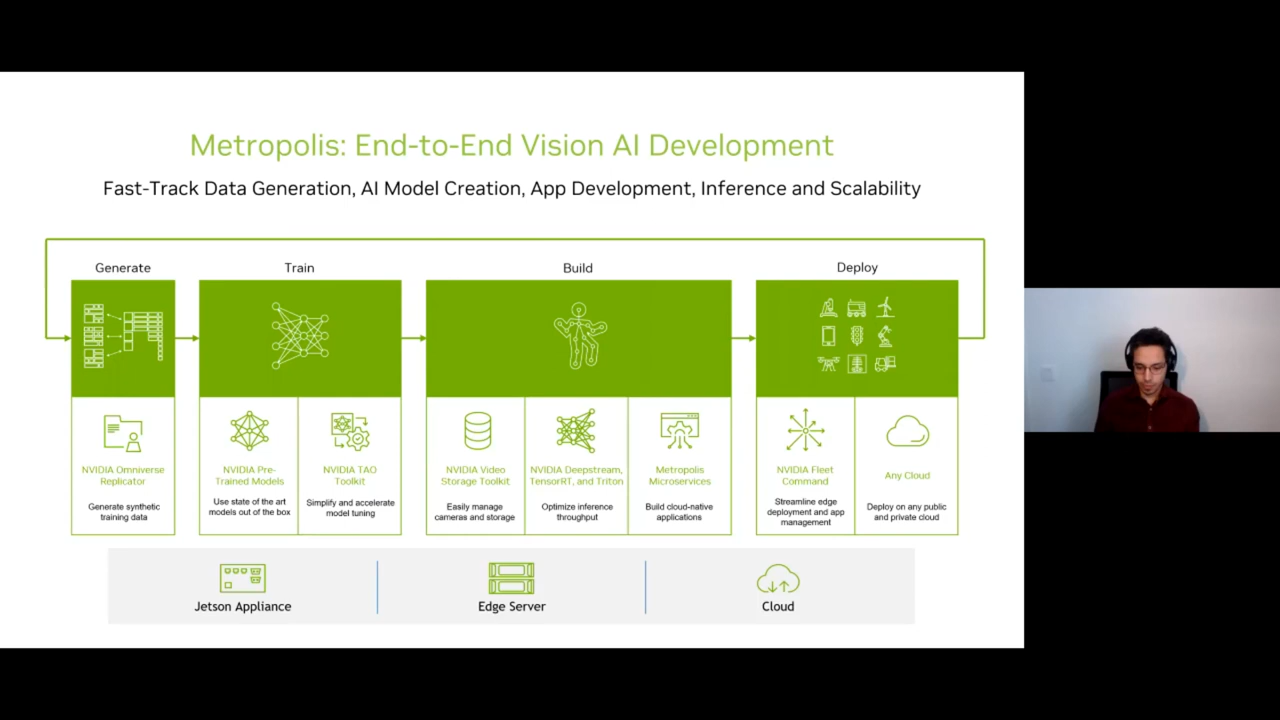 Metropolis: End-to-End Vision AI Development
Fast-Track Data Generation, AI Model Creation, App Development, Inference and Scalability
Generate
Train
Build
Deploy
NVIDIA Omniverse
Replicator
Generate synthetic
training data
NVIDIA Pre-
Trained Models
Use state of the art
models out of the box
NVIDIA TAO
Toolkit
Simplify and accelerate
model tuning
NVIDIA Video
Storage Toolkit
Easily manage
cameras and storage
NVIDIA Deepstream,
TensorRT, and Triton
Optimize inference
throughput
Metropolis
Microservices
Build cloud-native
applications
NVIDIA Fleet
Command
Streamline edge
deployment and app
management
Any Cloud
Deploy on any public
and private cloud
Jetson Appliance
Edge Server
Cloud